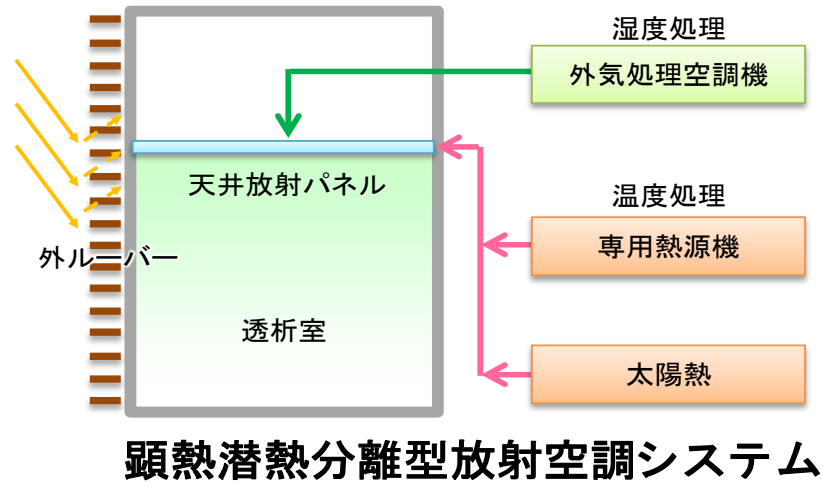 湿度処理
外気処理空調機
天井放射パネル
温度処理
専用熱源機
外ルーバー
透析室
太陽熱
顕熱潜熱分離型放射空調システム